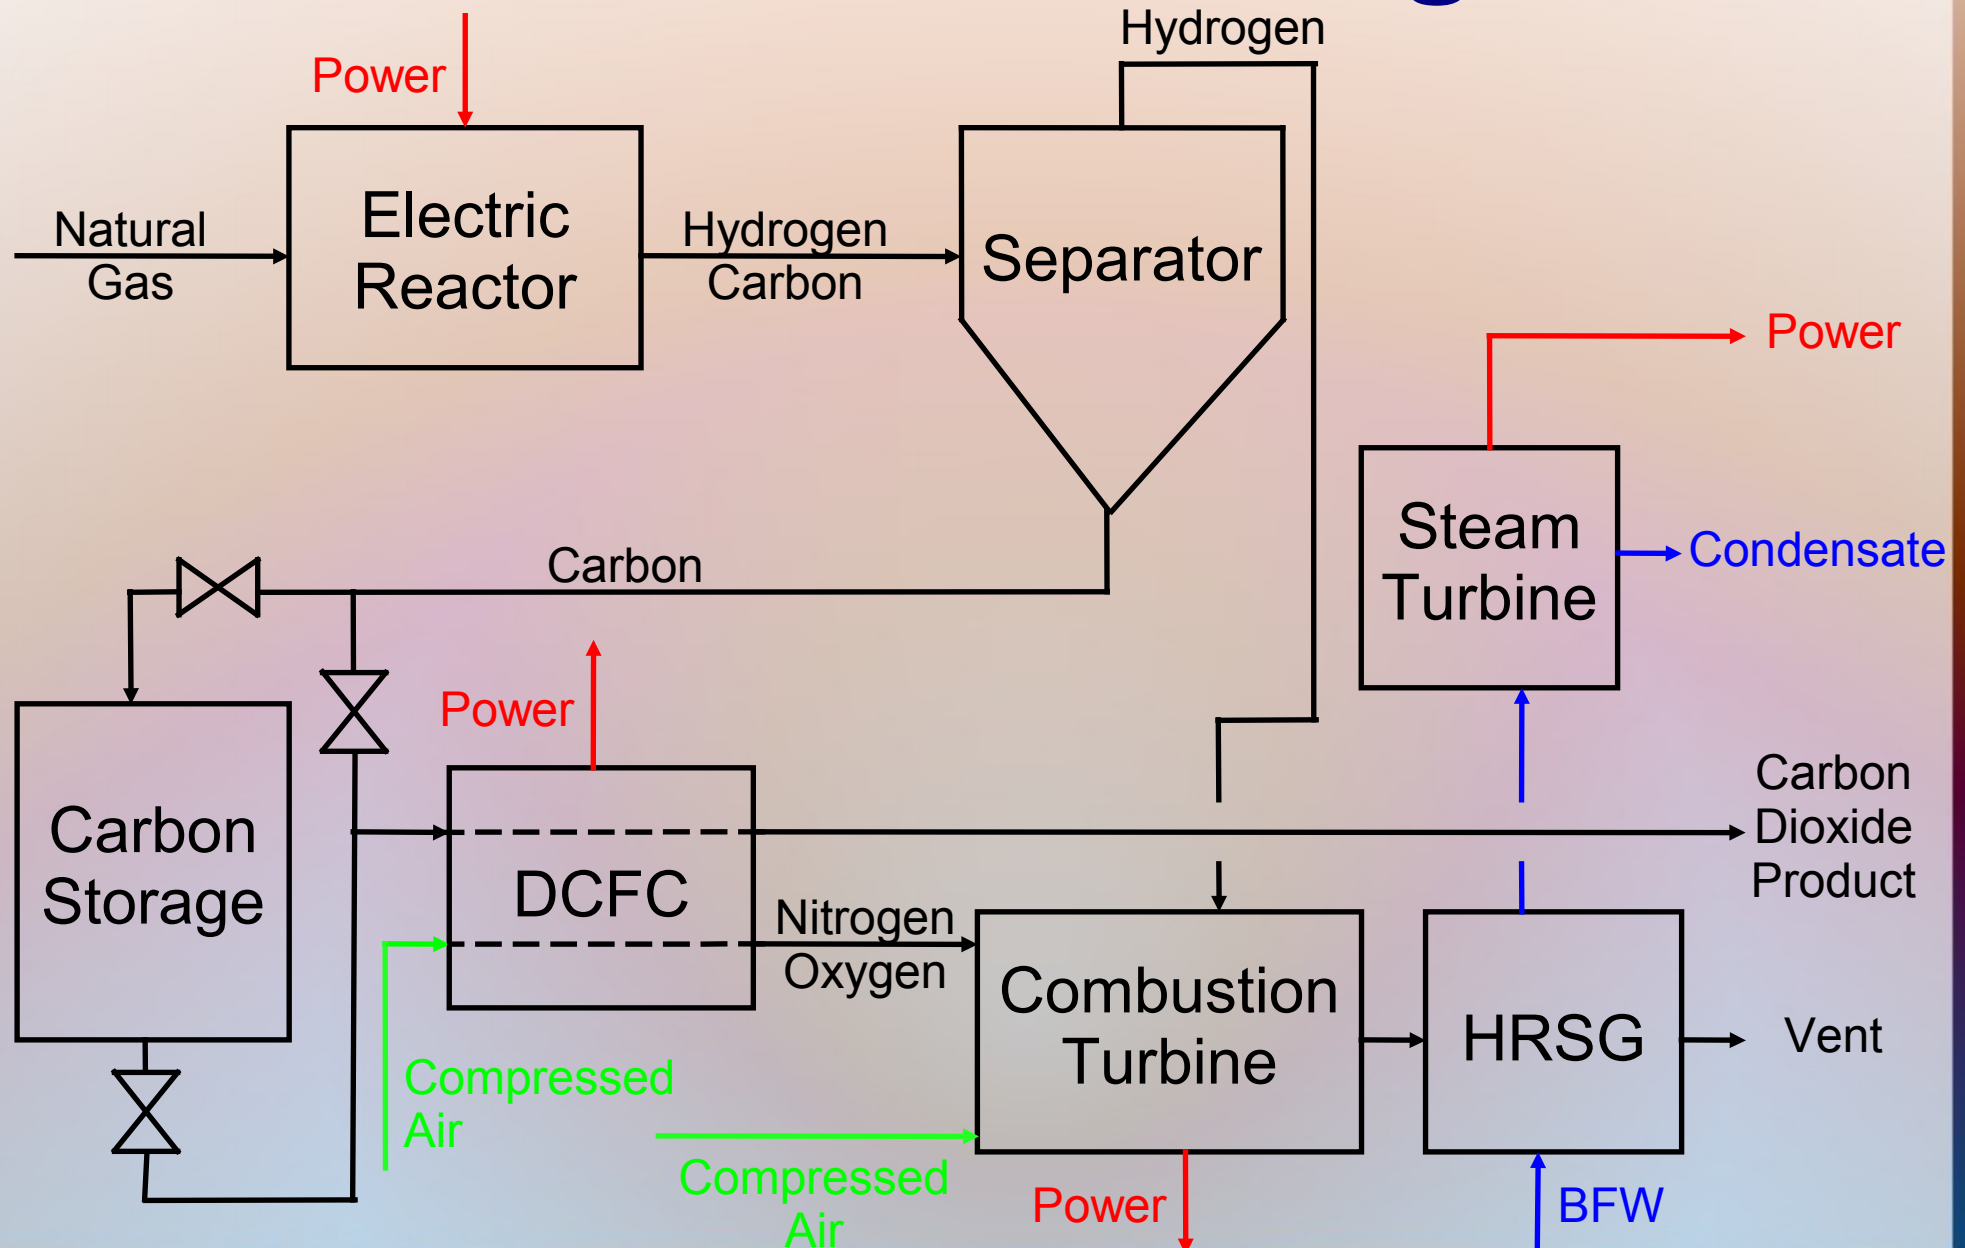 Hydrogen
Power
Electric
Reactor
Natural
Gas
Hydrogen
Carbon
Separator
Power
Steam
Turbine
Condensate
Carbon
Power
Carbon
Storage
DCFC
Carbon
Dioxide
Product
Nitrogen
Oxygen
Combustion
Turbine
HRSG
Vent
Compressed
Air
Compressed
Air
Power
BFW